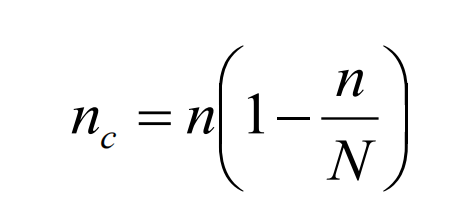 n_c = n(1 − n/N)